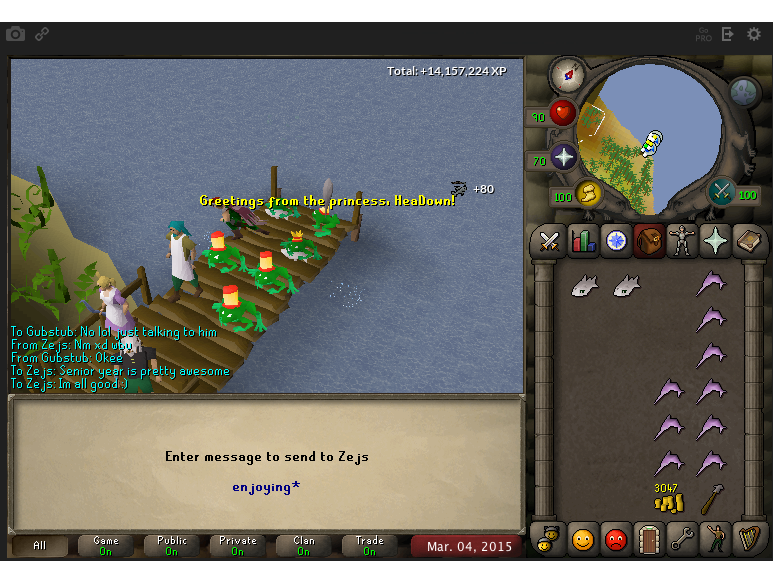 Go
PRO
Total: +14,157,224 XP
+80
Greetings from the princess, HeaDown!
90
70
100
100
To Gubstub: No lol just talking to him
From Zejs: Nm xd wbu
From Gubstub: Okee
To Zejs: Senior year is pretty awesome
To Zejs: Im all good :)
3047
Enter message to send to Zejs
enjoying*
All
Game
On
Public
On
Private
On
Clan
On
Trade
On
Mar. 04, 2015